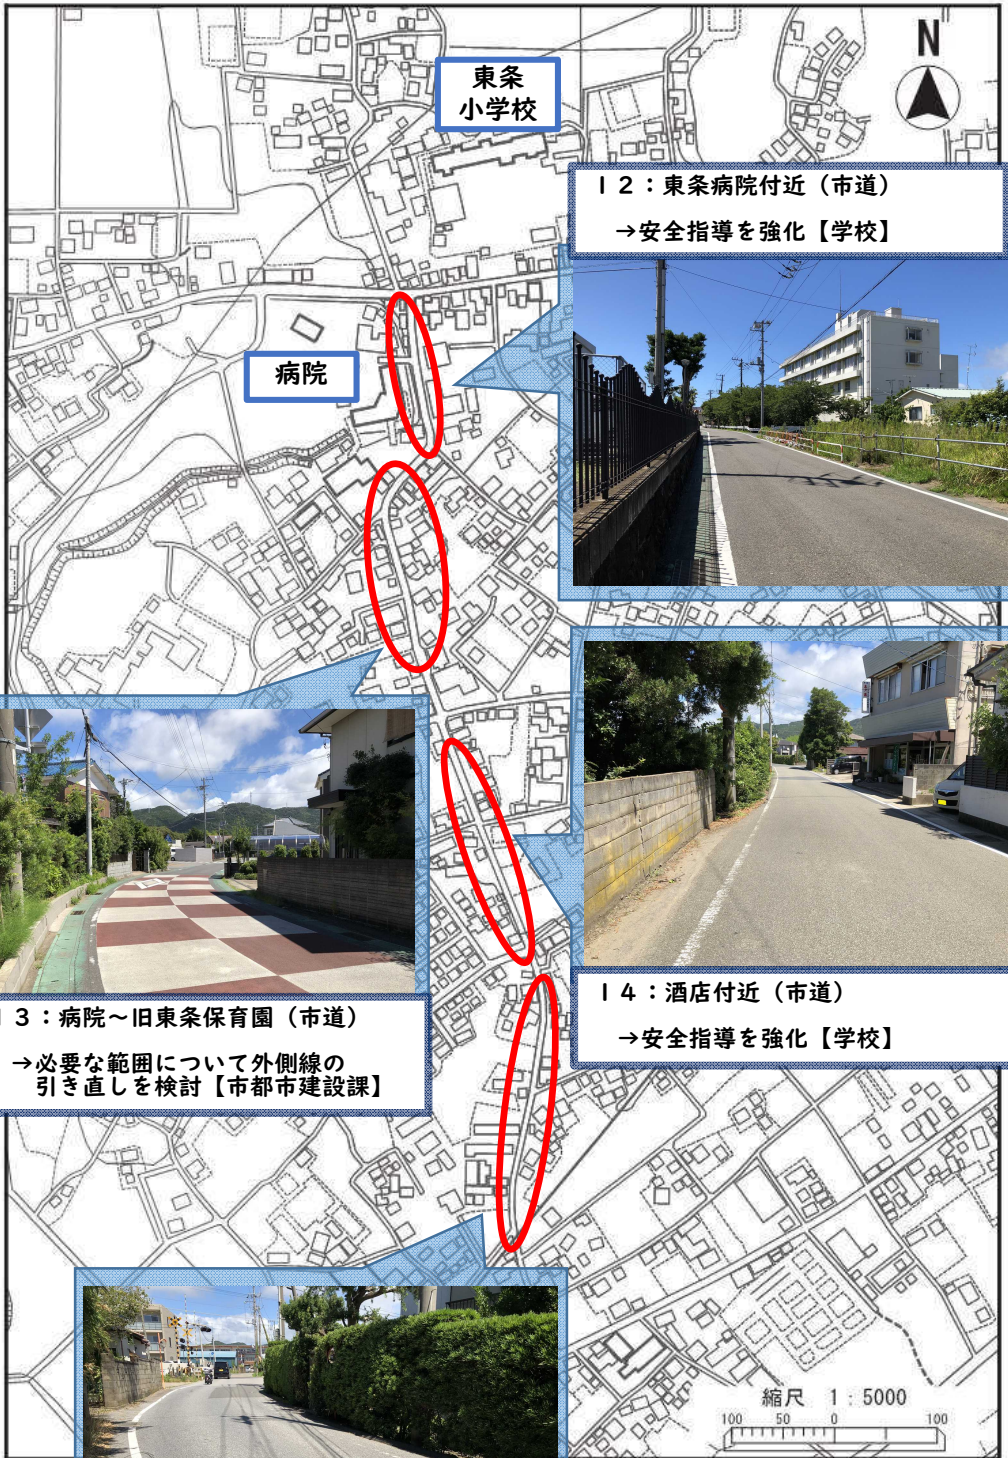 N
東条
小学校
12：東条病院付近（市道）
→安全指導を強化【学校】
病院
13：病院～旧東条保育園（市道）
→必要な範囲について外側線の
引き直しを検討【市都市建設課】
14：酒店付近（市道）
→安全指導を強化【学校】
縮尺 1：5000
100 50 0 100